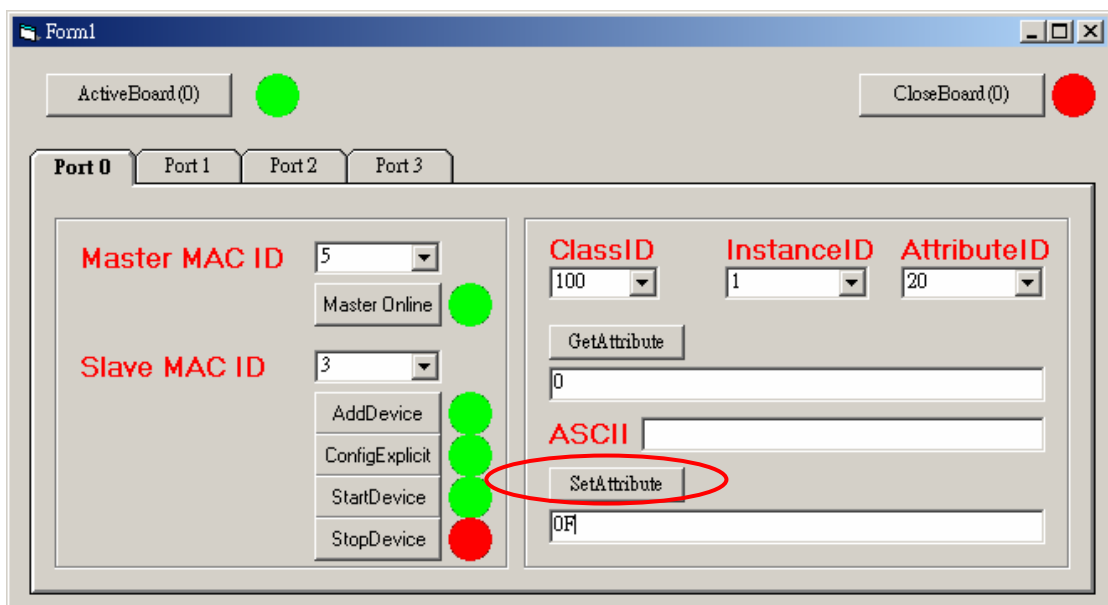 Form1
ActiveBoard(0)
CloseBoard(0)
Port 0 Port 1 Port 2 Port 3
Master MAC ID 5
Master Online
Slave MAC ID 3
AddDevice
ConfigExplicit
StartDevice
StopDevice
ClassID InstanceID AttributeID
100 1 20
GetAttribute
0
ASCII
SetAttribute
0F